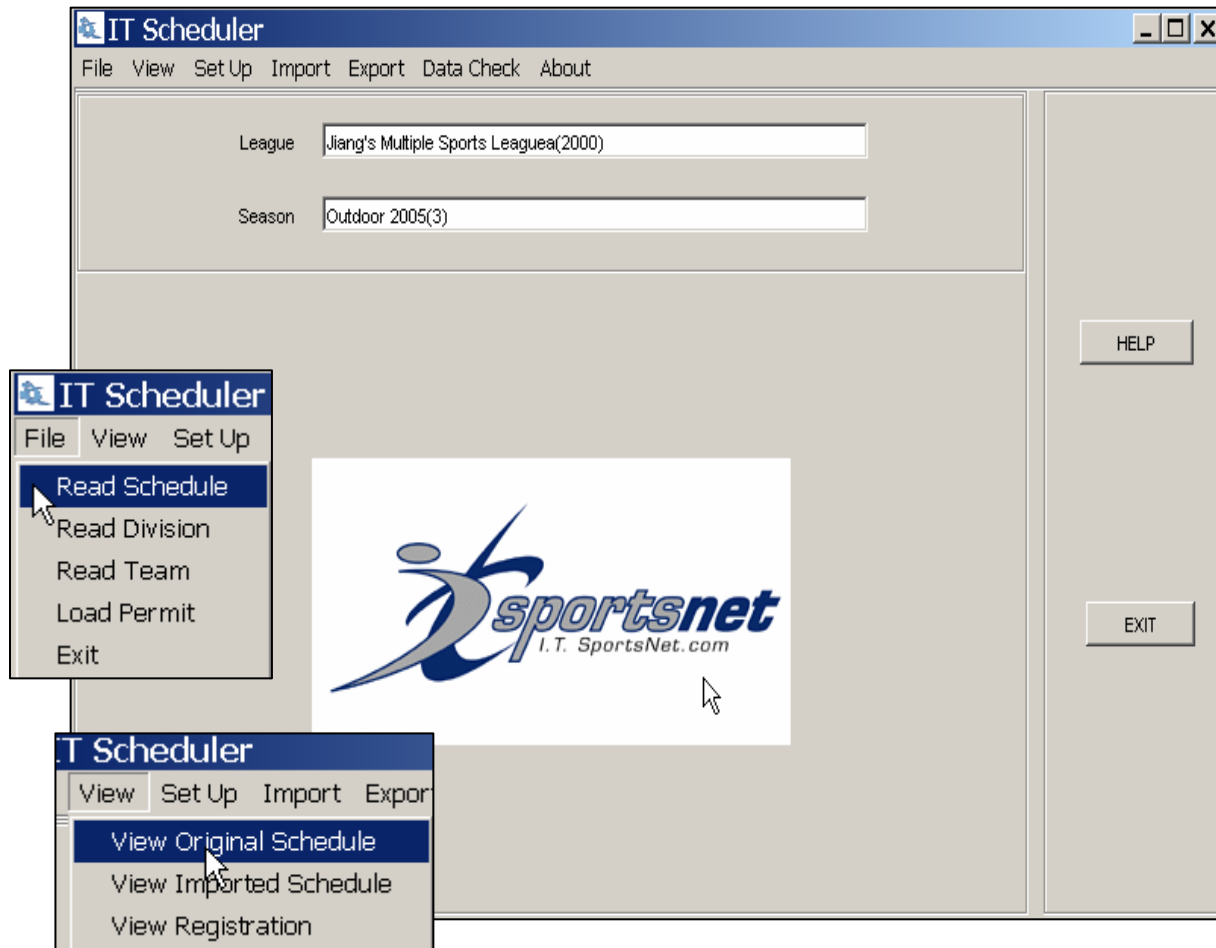 IT Scheduler
File View Set Up Import Export Data Check About
League Jiang's Multiple Sports Leaguea(2000)
Season Outdoor 2005(3)
HELP
IT Scheduler
File View Set Up
Read Schedule
Read Division
Read Team
Load Permit
Exit
sportsnet
I.T. SportsNet.com
EXIT
IT Scheduler
View Set Up Import Expor
View Original Schedule
View Imported Schedule
View Registration